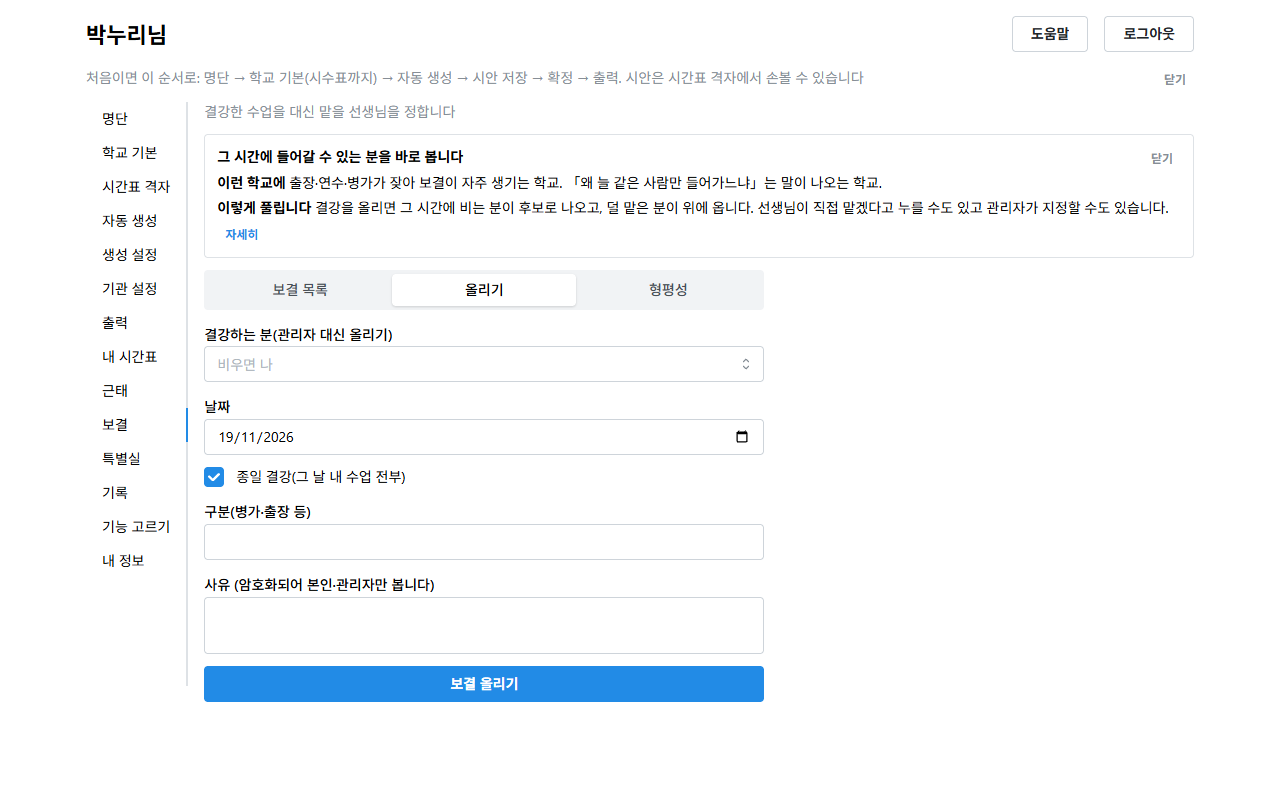 박누리님
도움말
로그아웃
처음이면 이 순서로: 명단 → 학교 기본(시수표까지) → 자동 생성 → 시안 저장 → 확정 → 출력. 시안은 시간표 격자에서 손볼 수 있습니다
닫기
명단
학교 기본
시간표 격자
자동 생성
생성 설정
기관 설정
출력
내 시간표
근태
보결
특별실
기록
기능 고르기
내 정보
결강한 수업을 대신 맡을 선생님을 정합니다
그 시간에 들어갈 수 있는 분을 바로 봅니다
닫기
이런 학교에 출장·연수·병가가 잦아 보결이 자주 생기는 학교. 「왜 늘 같은 사람만 들어가느냐」는 말이 나오는 학교.
이렇게 풀립니다 결강을 올리면 그 시간에 비는 분이 후보로 나오고, 덜 맡은 분이 위에 옵니다. 선생님이 직접 맡겠다고 누를 수도 있고 관리자가 지정할 수도 있습니다.
자세히
보결 목록
올리기
형평성
결강하는 분(관리자 대신 올리기)
비우면 나
날짜
19/11/2026
종일 결강(그 날 내 수업 전부)
구분(병가·출장 등)
사유 (암호화되어 본인·관리자만 봅니다)
보결 올리기